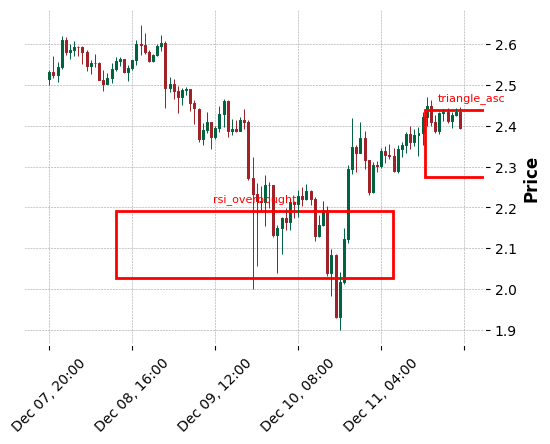 triangle_asc
rsi_overbought
2.6
2.5
2.4
2.3
2.2
2.1
2.0
1.9
Price
Dec 07, 20:00
Dec 08, 16:00
Dec 09, 12:00
Dec 10, 08:00
Dec 11, 04:00